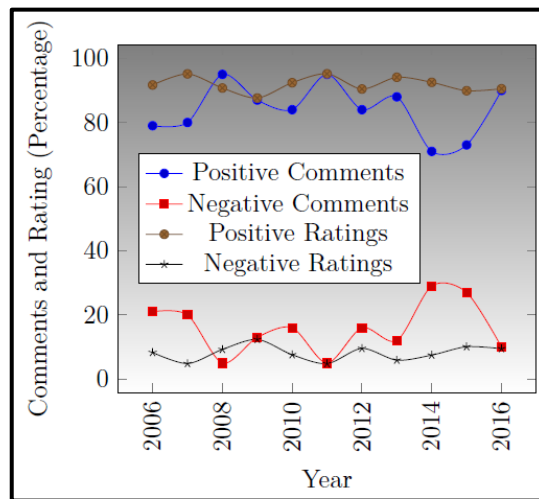 Comments and Rating (Percentage)
100
80
60
40
20
0
Positive Comments
Negative Comments
Positive Ratings
Negative Ratings
2006
2008
2010
2012
2014
2016
Year